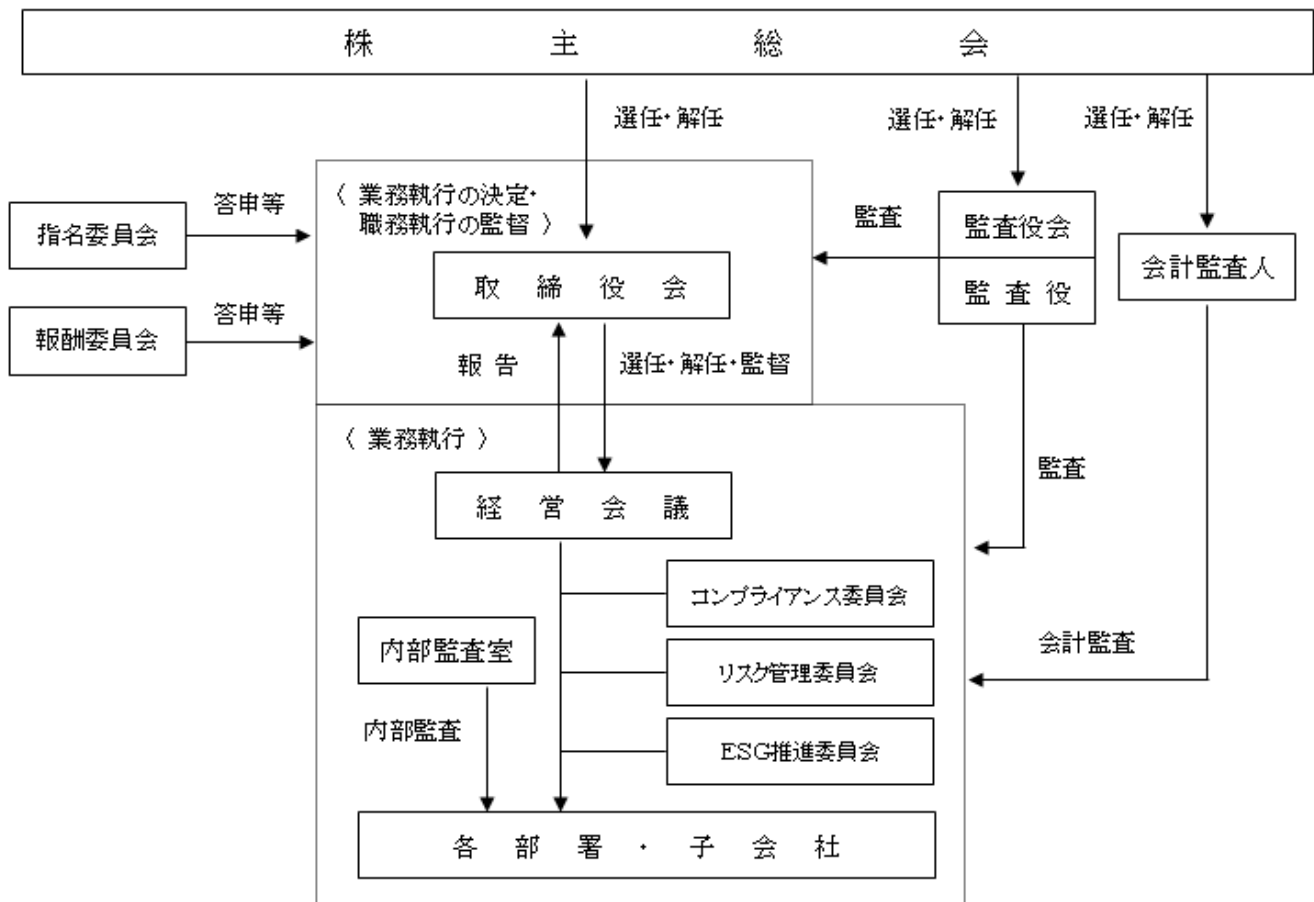 株主総会
選任・解任
選任・解任
選任・解任
〈 業務執行の決定・
職務執行の監督 〉
答申等
指名委員会
監査
監査役会
監査役
会計監査人
取締役会
答申等
報酬委員会
報告
選任・解任・監督
〈 業務執行 〉
監査
経営会議
コンプライアンス委員会
内部監査室
リスク管理委員会
会計監査
内部監査
ESG推進委員会
各部署・子会社